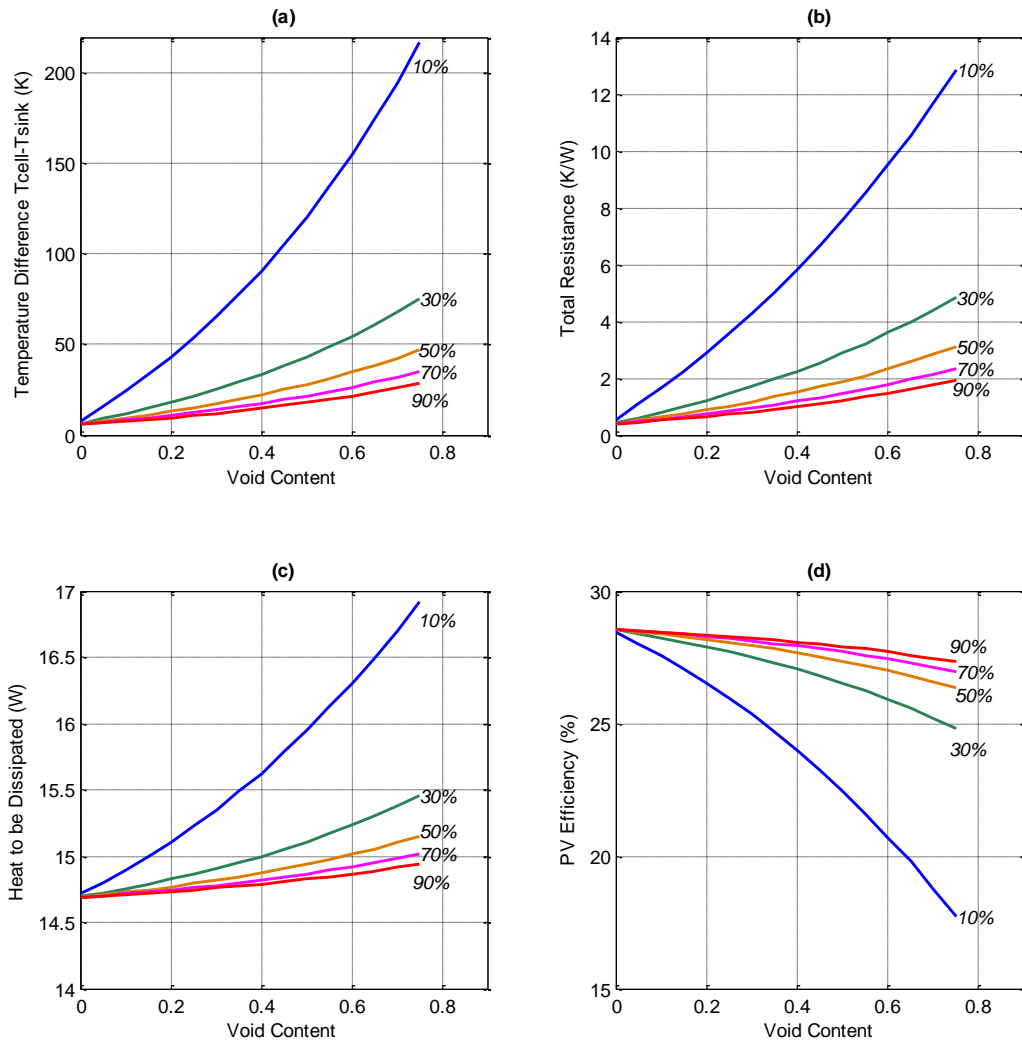 (a)
Temperature Difference Tcell-Tsink (K)
200
150
100
50
0
0 0.2 0.4 0.6 0.8
Void Content
10%
30%
50%
70%
90%
(b)
Total Resistance (K/W)
14
12
10
8
6
4
2
0
0 0.2 0.4 0.6 0.8
Void Content
10%
30%
50%
70%
90%
(c)
Heat to be Dissipated (W)
17
16.5
16
15.5
15
14.5
14
0 0.2 0.4 0.6 0.8
Void Content
10%
30%
50%
70%
90%
(d)
PV Efficiency (%)
30
25
20
15
0 0.2 0.4 0.6 0.8
Void Content
90%
70%
50%
30%
10%